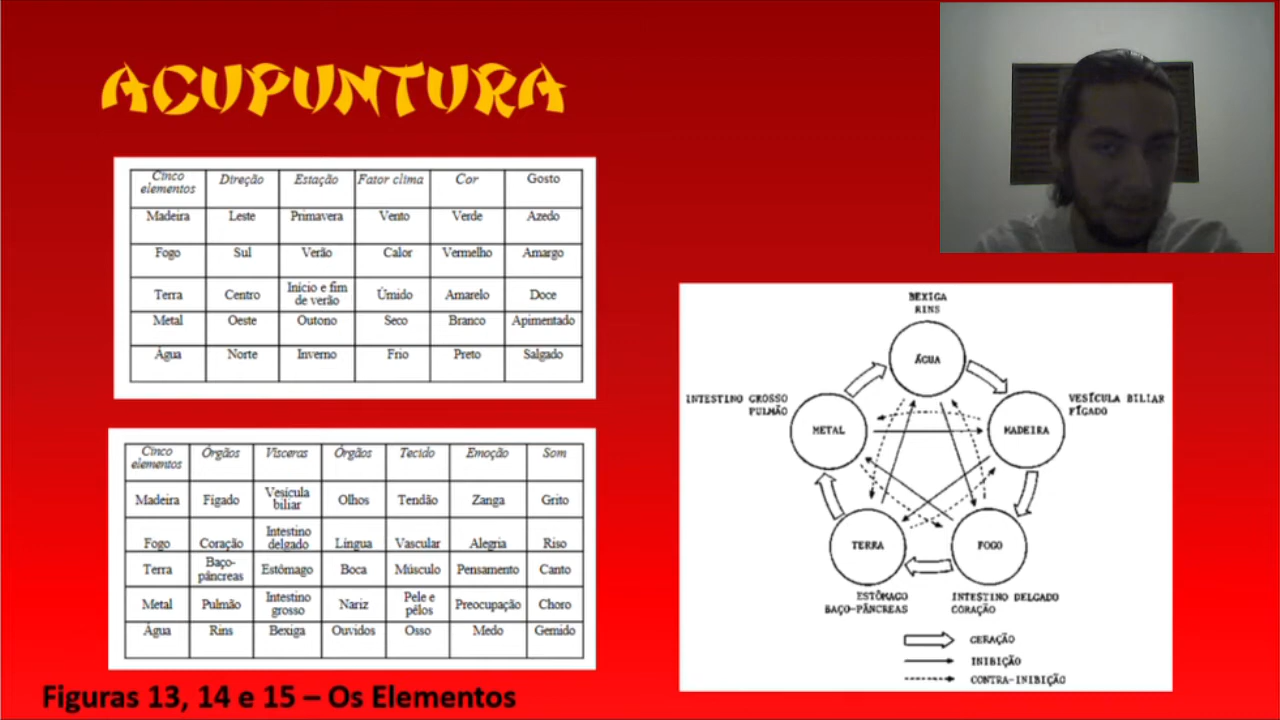 ACUPUNTURA
Cinco elementos Direção Estação Fator clima Cor Gosto
Madeira Leste Primavera Vento Verde Azedo
Fogo Sul Verão Calor Vermelho Amargo
Terra Centro Início e fim de verão Úmido Amarelo Doce
Metal Oeste Outono Seco Branco Apimentado
Água Norte Inverno Frio Preto Salgado
Cinco elementos Órgãos Vísceras Órgãos Tecido Emoção Som
Madeira Fígado Vesícula biliar Olhos Tendão Zanga Grito
Fogo Coração Intestino delgado Língua Vascular Alegria Riso
Terra Baço-pâncreas Estômago Boca Músculo Pensamento Canto
Metal Pulmão Intestino grosso Nariz Pele e pêlos Preocupação Choro
Água Rins Bexiga Ouvidos Osso Medo Gemido
Figuras 13, 14 e 15 – Os Elementos
BEXIGA
RINS
ÁGUA
INTESTINO GROSSO
PULMÃO
METAL
MADEIRA
VESÍCULA BILIAR
FÍGADO
TERRA
FOGO
ESTÔMAGO
BAÇO-PÂNCREAS
INTESTINO DELGADO
CORAÇÃO
GERAÇÃO
INIBIÇÃO
CONTRA-INIBIÇÃO